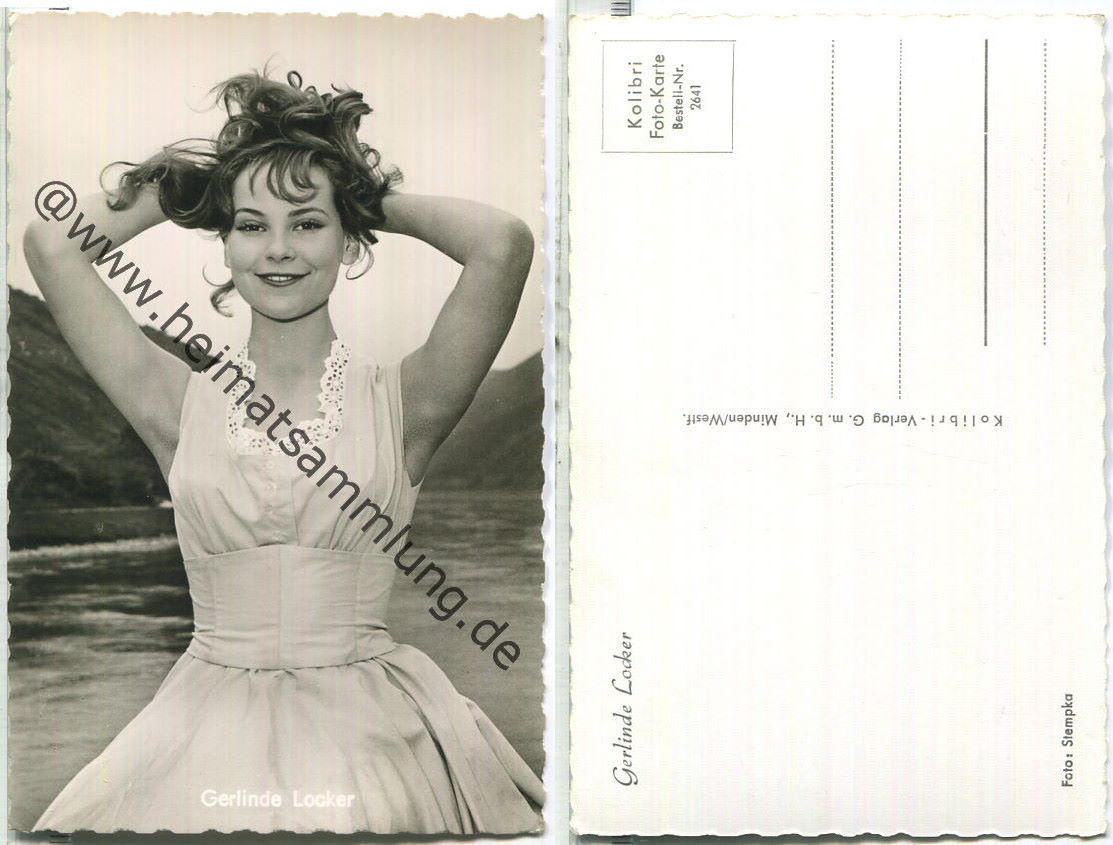 @www.heimatsammlung.de
Gerlinde Locker
Kolibri
Foto-Karte
Bestell-Nr.
2641
Kolibri-Verlag G. m. b. H., Minden/Westf.
Gerlinde Locker
Foto: Stempka